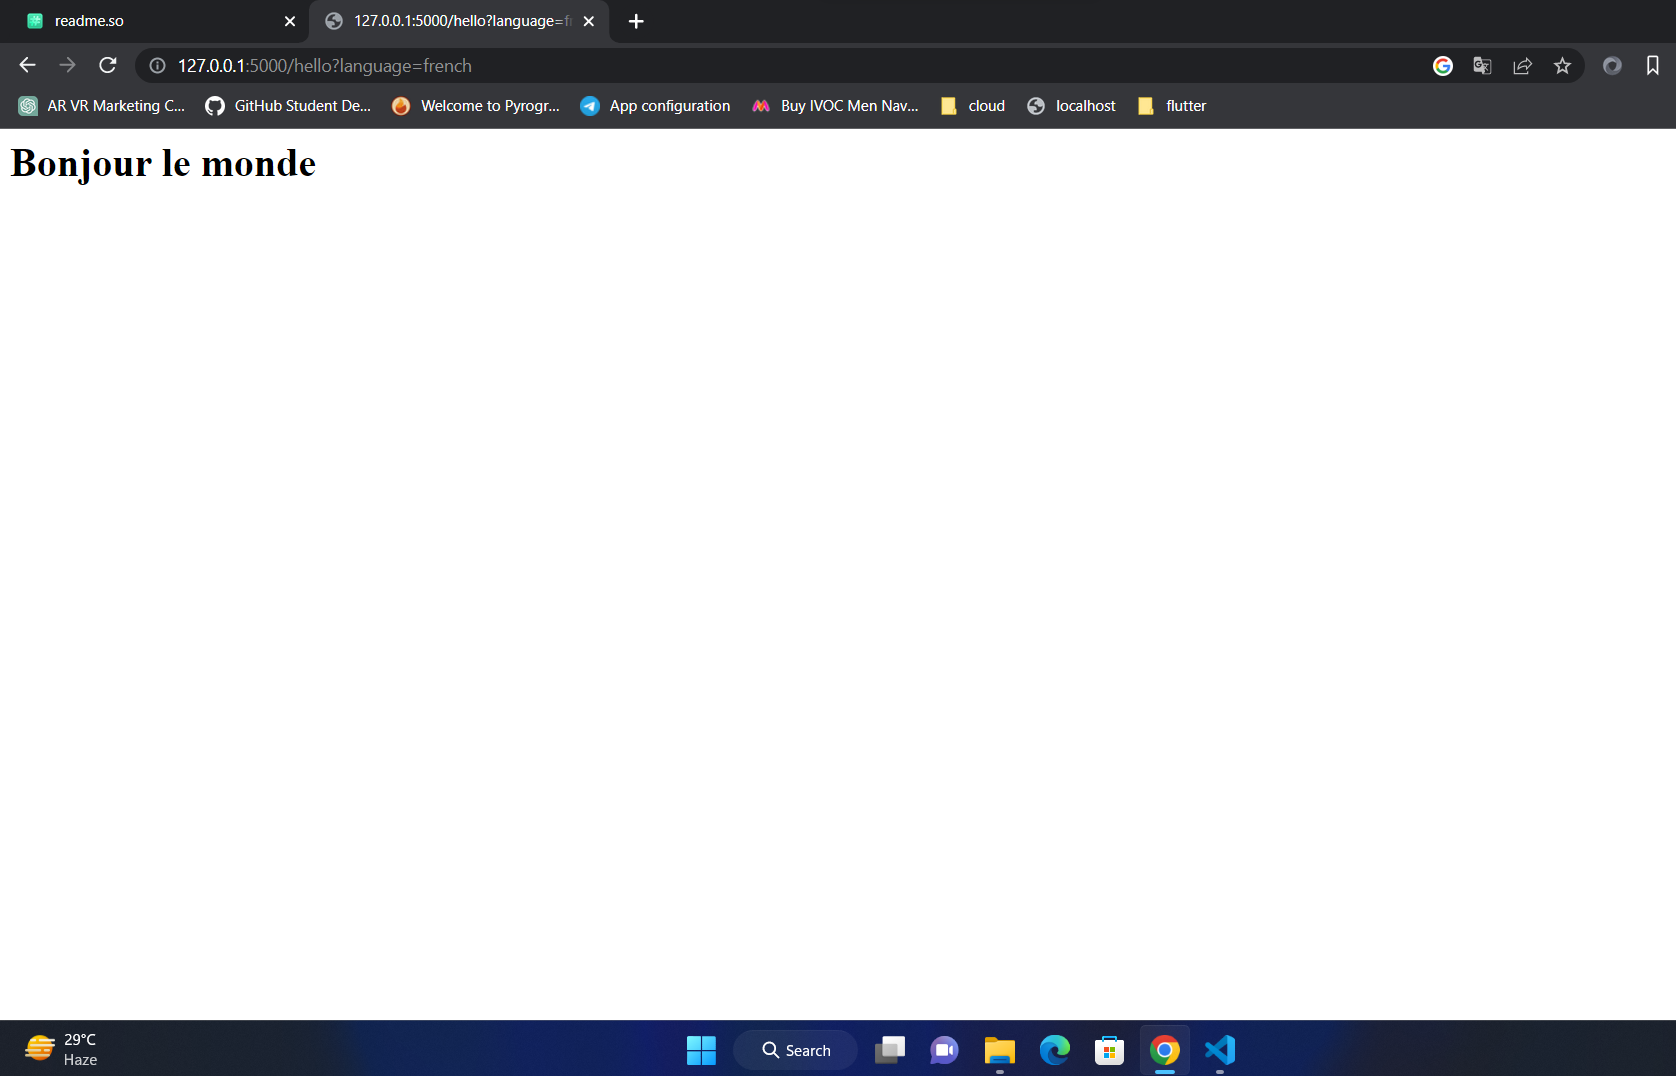 readme.so
127.0.0.1:5000/hello?language=fr
127.0.0.1:5000/hello?language=french
AR VR Marketing C...
GitHub Student De...
Welcome to Pyrogr...
App configuration
Buy IVOC Men Nav...
cloud
localhost
flutter
Bonjour le monde
29°C
Haze
Search